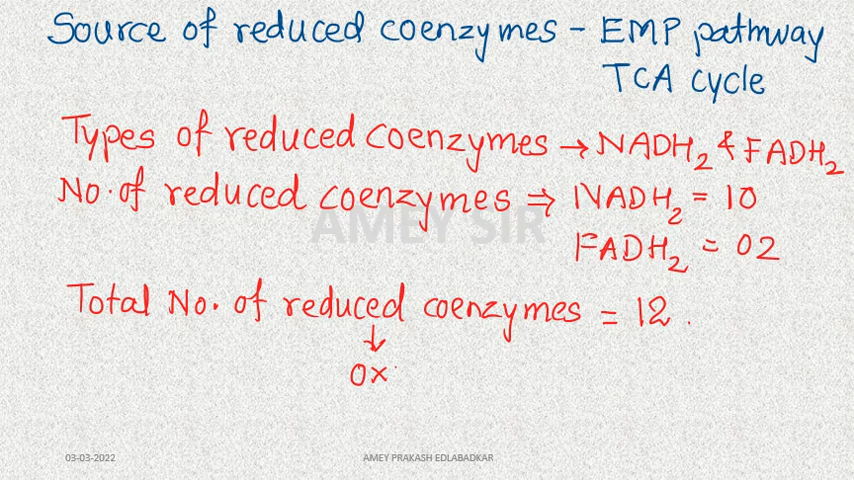 Source of reduced coenzymes - EMP pathway
TCA cycle
Types of reduced coenzymes → NADH₂ & FADH₂
No. of reduced coenzymes ⇒ NADH₂ = 10
AMEY SIR
FADH₂ = 02
Total No. of reduced coenzymes = 12.
↓
Ox
03-03-2022 AMEY PRAKASH EDLABADKAR